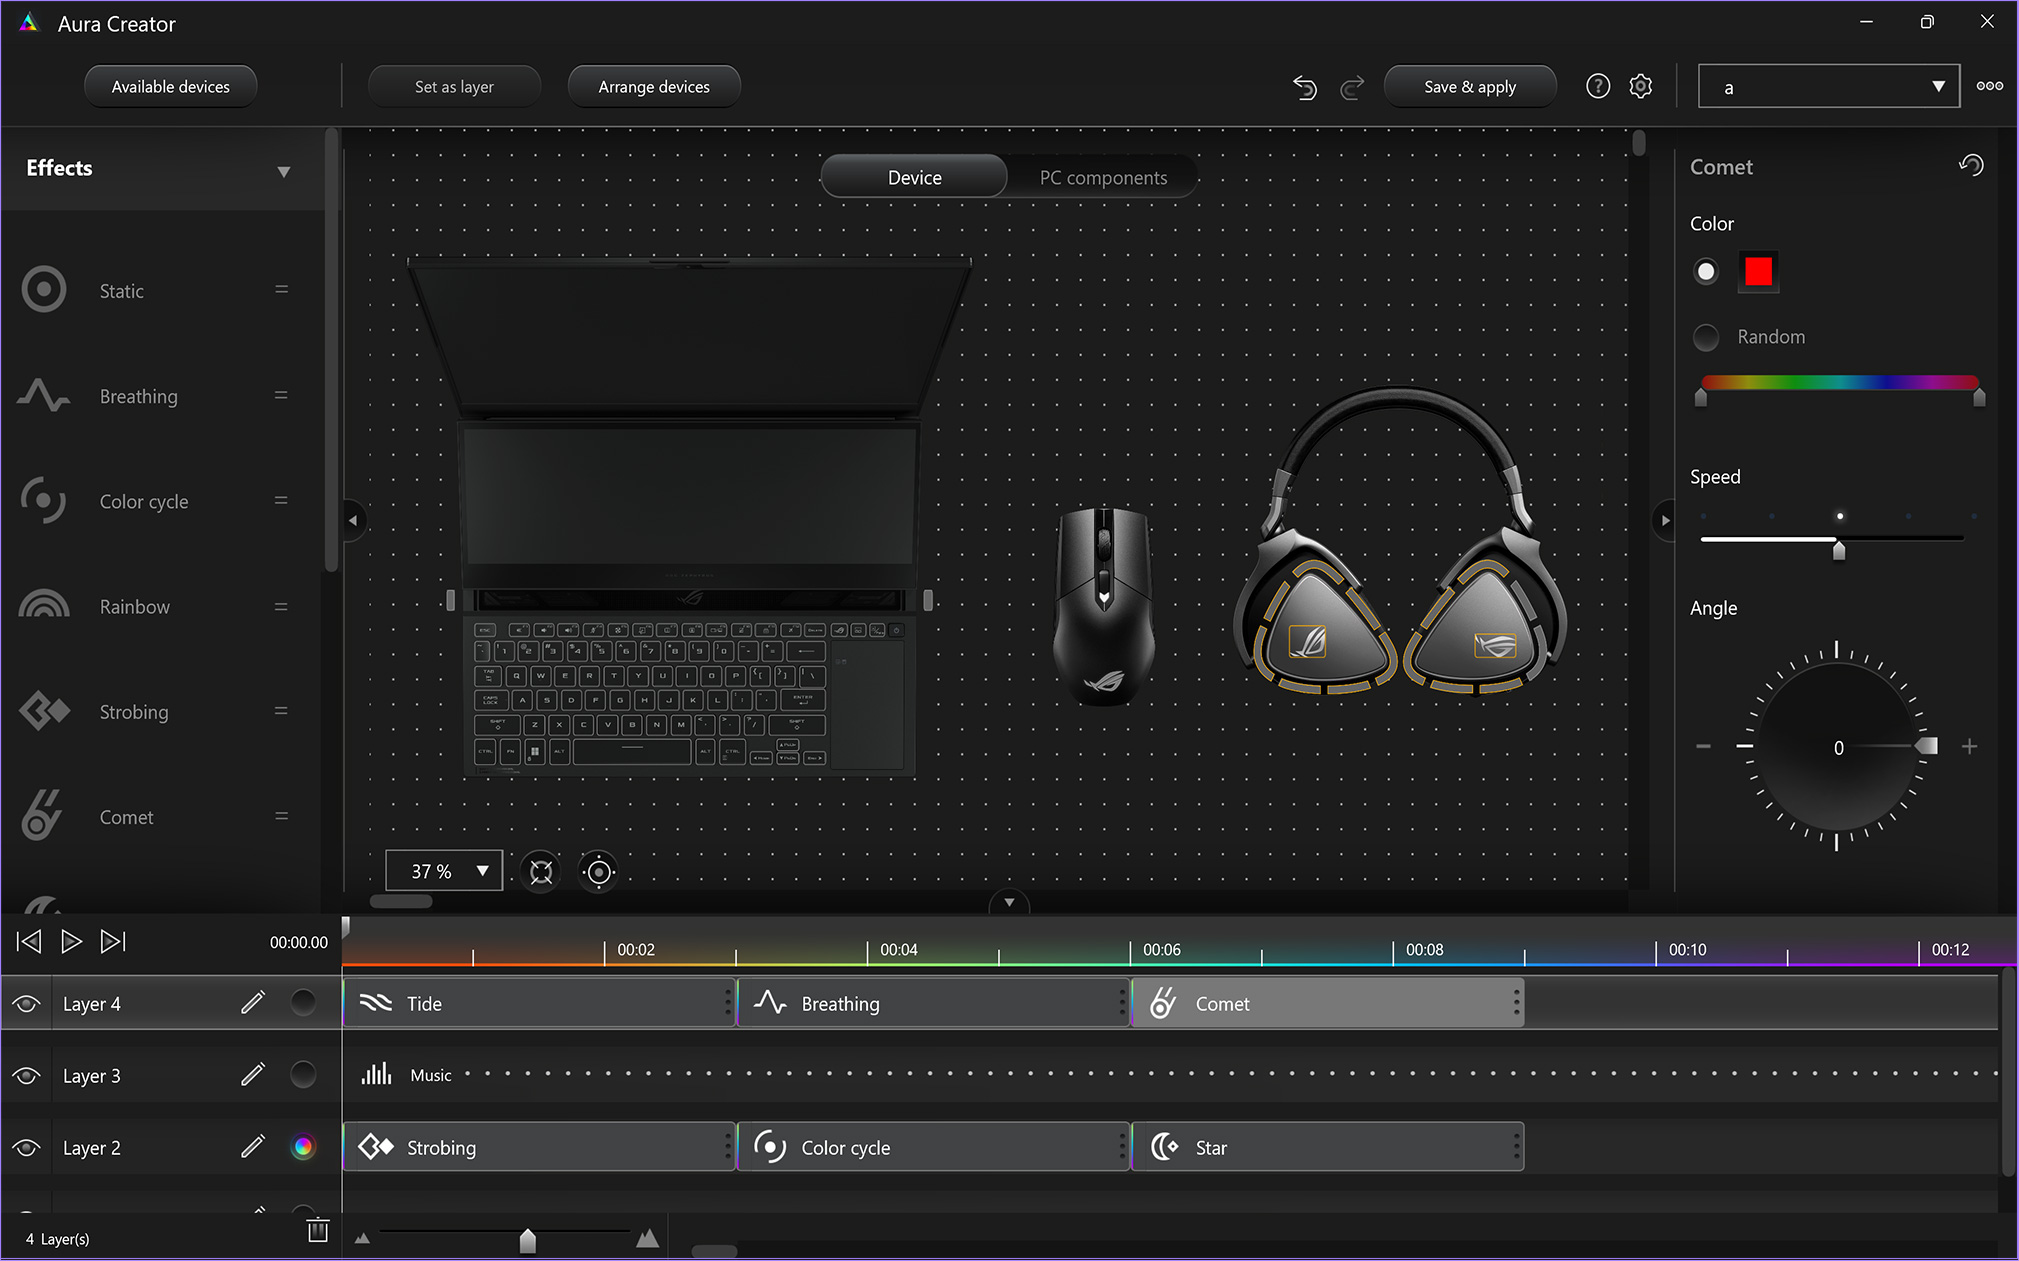 Aura Creator
Available devices
Set as layer
Arrange devices
Save & apply
?
a
Effects
Device
PC components
Comet
Color
Static
Random
Breathing
Speed
Color cycle
Rainbow
Angle
Strobing
0
Comet
37 %
00:00.00
00:02
00:04
00:06
00:08
00:10
00:12
Layer 4
Tide
Breathing
Comet
Layer 3
Music
Layer 2
Strobing
Color cycle
Star
4 Layer(s)